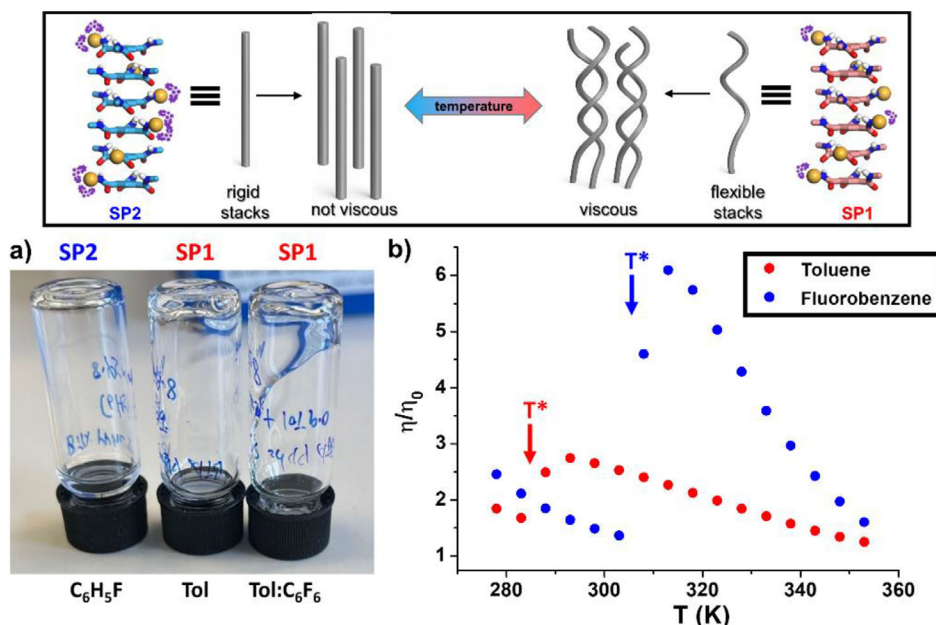 temperature
rigid
stacks
not viscous
viscous
flexible
stacks
SP2
SP1
a)
SP2 SP1 SP1
C₆H₅F Tol Tol:C₆F₆
b)
Toluene
Fluorobenzene
T*
T*
η/η₀
6
5
4
3
2
1
280 300 320 340 360
T (K)